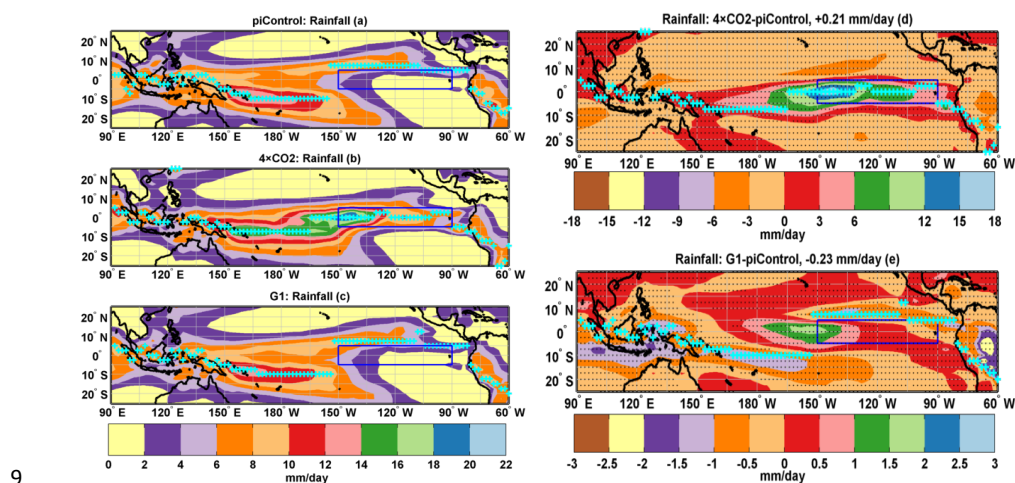 piControl: Rainfall (a)
20° N
10°
0°
10°
20° S
90° E 120° E 150° E 180° W 150° W 120° W 90° W 60° W
4×CO2: Rainfall (b)
20° N
10°
0°
10°
20° S
90° E 120° E 150° E 180° W 150° W 120° W 90° W 60° W
G1: Rainfall (c)
20° N
10°
0°
10°
20° S
90° E 120° E 150° E 180° W 150° W 120° W 90° W 60° W
0 2 4 6 8 10 12 14 16 18 20 22
mm/day
Rainfall: 4×CO2-piControl, +0.21 mm/day (d)
20° N
10°
0°
10°
20° S
90° E 120° E 150° E 180° W 150° W 120° W 90° W 60° W
-18 -15 -12 -9 -6 -3 0 3 6 9 12 15 18
mm/day
Rainfall: G1-piControl, -0.23 mm/day (e)
20° N
10°
0°
10°
20° S
90° E 120° E 150° E 180° W 150° W 120° W 90° W 60° W
-3 -2.5 -2 -1.5 -1 -0.5 0 0.5 1 1.5 2 2.5 3
mm/day
9